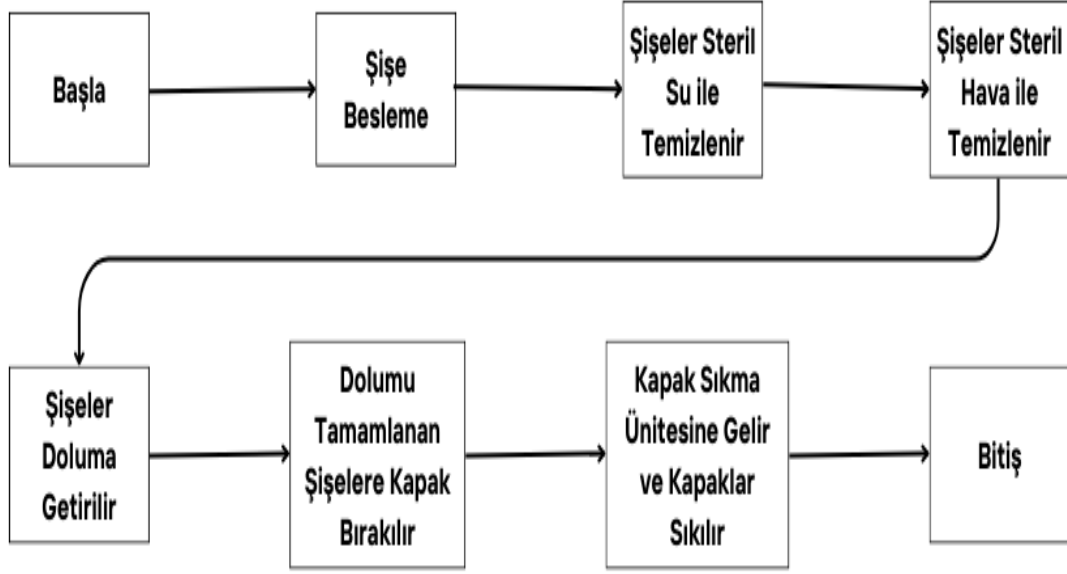 Başla
Şişe
Besleme
Şişeler Steril
Su ile
Temizlenir
Şişeler Steril
Hava ile
Temizlenir
Şişeler
Doluma
Getirilir
Dolumu
Tamamlanan
Şişelere Kapak
Bırakılır
Kapak Sıkma
Ünitesine Gelir
ve Kapaklar
Sıkılır
Bitiş